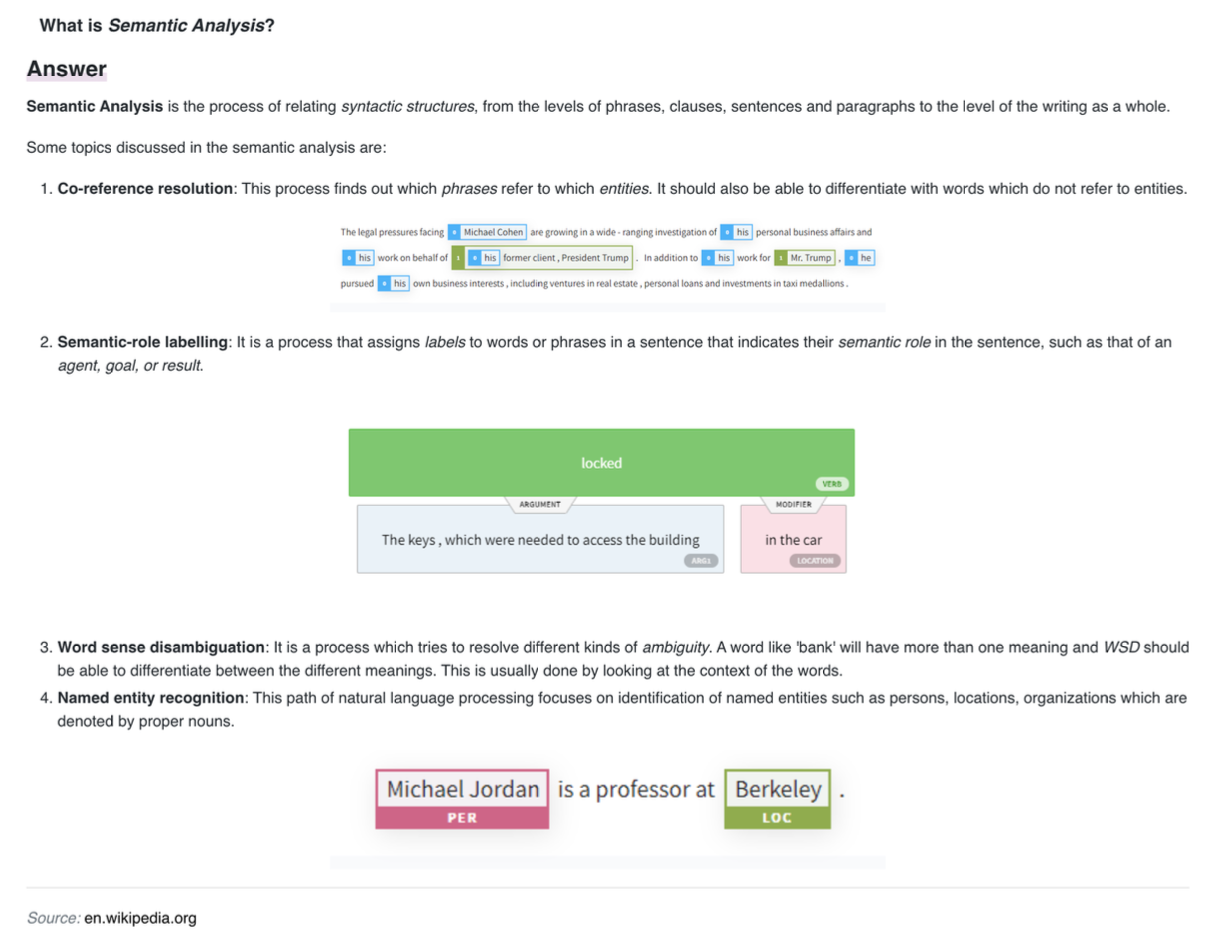 What is Semantic Analysis?
Answer
Semantic Analysis is the process of relating syntactic structures, from the levels of phrases, clauses, sentences and paragraphs to the level of the writing as a whole.
Some topics discussed in the semantic analysis are:
1. Co-reference resolution: This process finds out which phrases refer to which entities. It should also be able to differentiate with words which do not refer to entities.
The legal pressures facing 0 Michael Cohen are growing in a wide - ranging investigation of 0 his personal business affairs and
0 his work on behalf of 1 0 his former client , President Trump . In addition to 0 his work for 1 Mr. Trump , 0 he
pursued 0 his own business interests , including ventures in real estate , personal loans and investments in taxi medallions .
2. Semantic-role labelling: It is a process that assigns labels to words or phrases in a sentence that indicates their semantic role in the sentence, such as that of an
agent, goal, or result.
locked
VERB
ARGUMENT MODIFIER
The keys , which were needed to access the building in the car
ARG1 LOCATION
3. Word sense disambiguation: It is a process which tries to resolve different kinds of ambiguity. A word like 'bank' will have more than one meaning and WSD should
be able to differentiate between the different meanings. This is usually done by looking at the context of the words.
4. Named entity recognition: This path of natural language processing focuses on identification of named entities such as persons, locations, organizations which are
denoted by proper nouns.
Michael Jordan is a professor at Berkeley .
PER LOC
Source: en.wikipedia.org